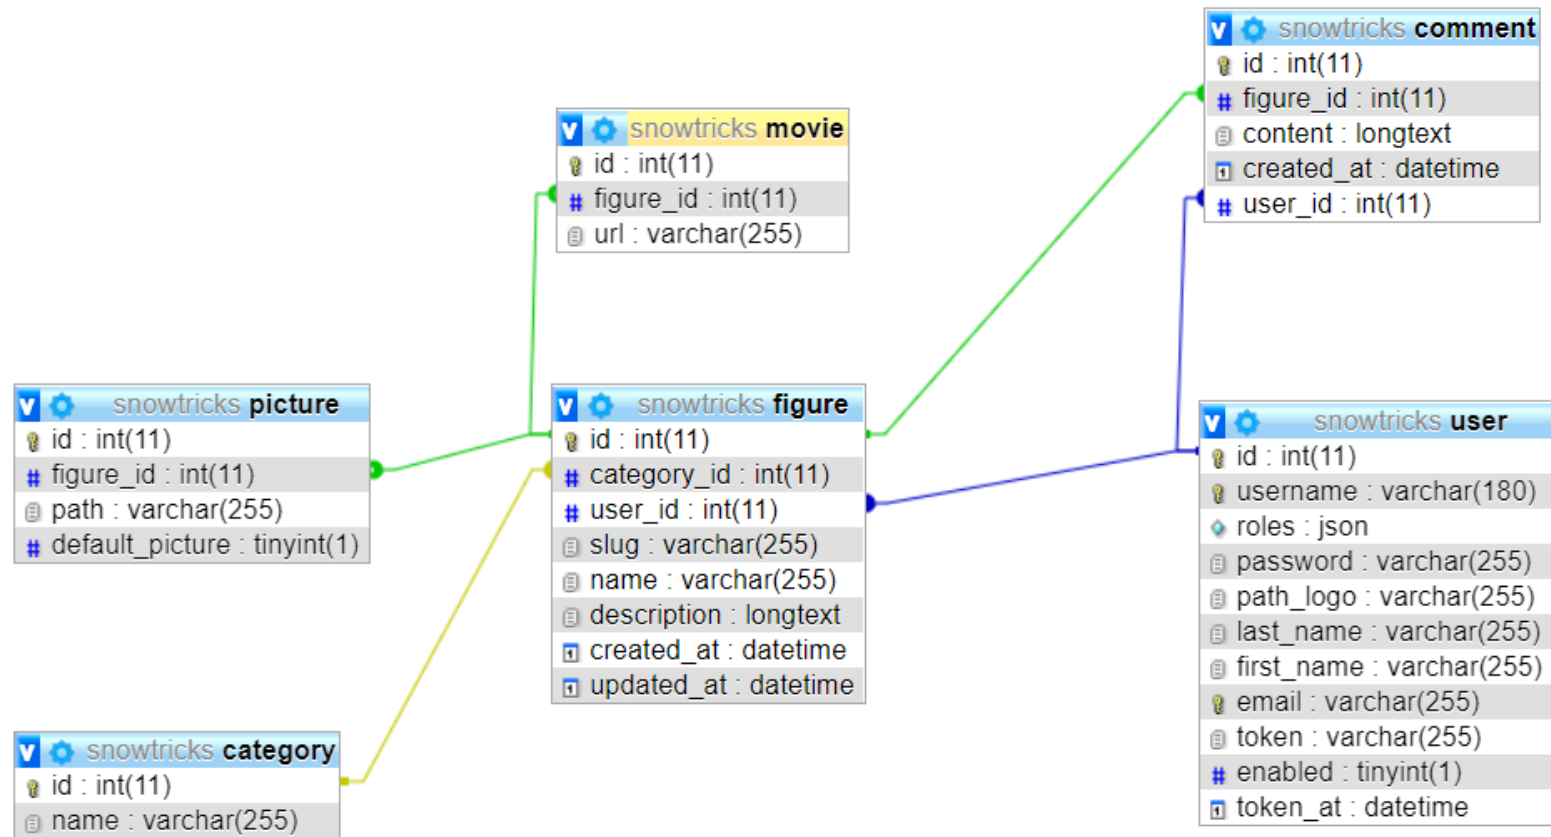 snowtricks comment
id : int(11)
figure_id : int(11)
content : longtext
created_at : datetime
user_id : int(11)
snowtricks movie
id : int(11)
figure_id : int(11)
url : varchar(255)
snowtricks picture
id : int(11)
figure_id : int(11)
path : varchar(255)
default_picture : tinyint(1)
snowtricks figure
id : int(11)
category_id : int(11)
user_id : int(11)
slug : varchar(255)
name : varchar(255)
description : longtext
created_at : datetime
updated_at : datetime
snowtricks user
id : int(11)
username : varchar(180)
roles : json
password : varchar(255)
path_logo : varchar(255)
last_name : varchar(255)
first_name : varchar(255)
email : varchar(255)
token : varchar(255)
enabled : tinyint(1)
token_at : datetime
snowtricks category
id : int(11)
name : varchar(255)